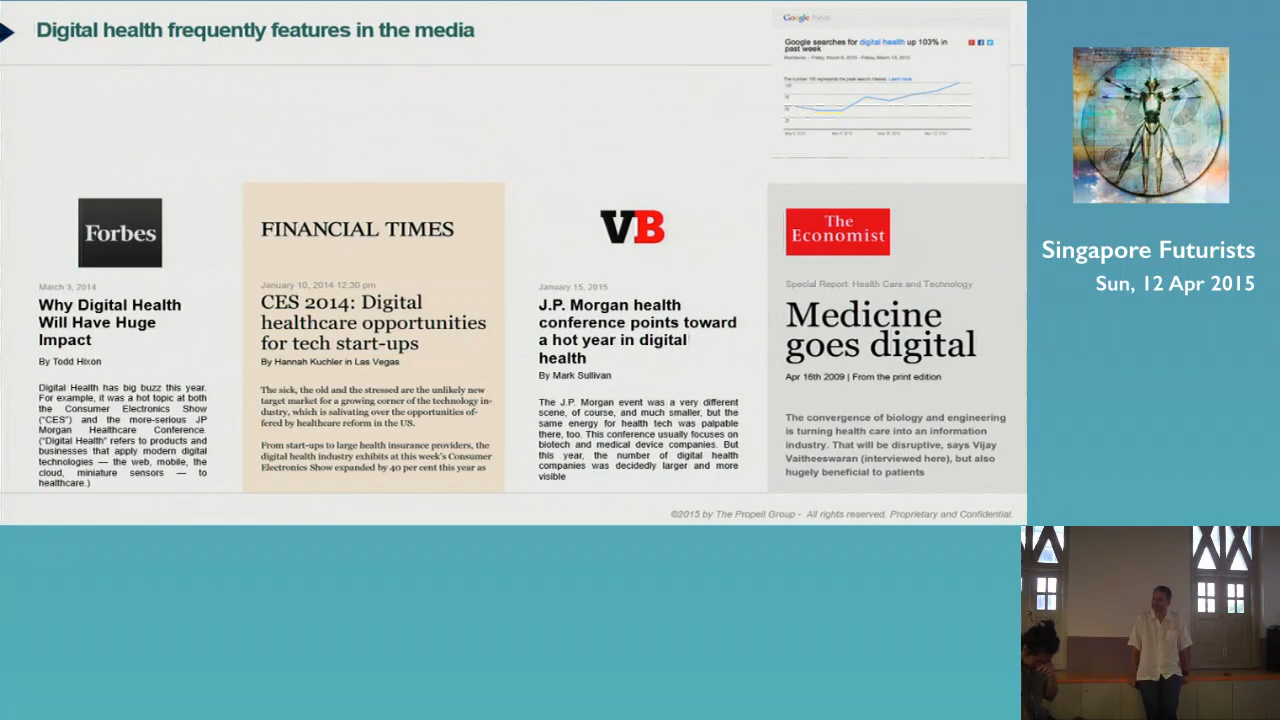 Digital health frequently features in the media
Google News
Google searches for digital health up 103% in
past week
The number 100 represents the peak search interest. Learn more
100
Forbes
March 3, 2014
Why Digital Health
Will Have Huge
Impact
By Todd Hixon
Digital Health has big buzz this year.
For example, it was a hot topic at both
the Consumer Electronics Show
("CES") and the more-serious JP
Morgan Healthcare Conference.
("Digital Health" refers to products and
businesses that apply modern digital
technologies — the web, mobile, the
cloud, miniature sensors — to
healthcare.)
FINANCIAL TIMES
January 10, 2014 12:30 pm
CES 2014: Digital
healthcare opportunities
for tech start-ups
By Hannah Kuchler in Las Vegas
The sick, the old and the stressed are the unlikely new
target market for a growing corner of the technology in-
dustry, which is salivating over the opportunities of-
fered by healthcare reform in the US.
From start-ups to large health insurance providers, the
digital health industry exhibits at this week's Consumer
Electronics Show expanded by 40 per cent this year as
VB
January 15, 2015
J.P. Morgan health
conference points toward
a hot year in digital
health
By Mark Sullivan
The J.P. Morgan event was a very different
scene, of course, and much smaller, but the
same energy for health tech was palpable
there, too. This conference usually focuses on
biotech and medical device companies. But
this year, the number of digital health
companies was decidedly larger and more
visible
The
Economist
Special Report: Health Care and Technology
Medicine
goes digital
Apr 16th 2009 | From the print edition
The convergence of biology and engineering
is turning health care into an information
industry. That will be disruptive, says Vijay
Vaitheeswaran (interviewed here), but also
hugely beneficial to patients
©2015 by The Propell Group - All rights reserved. Proprietary and Confidential.
Singapore Futurists
Sun, 12 Apr 2015